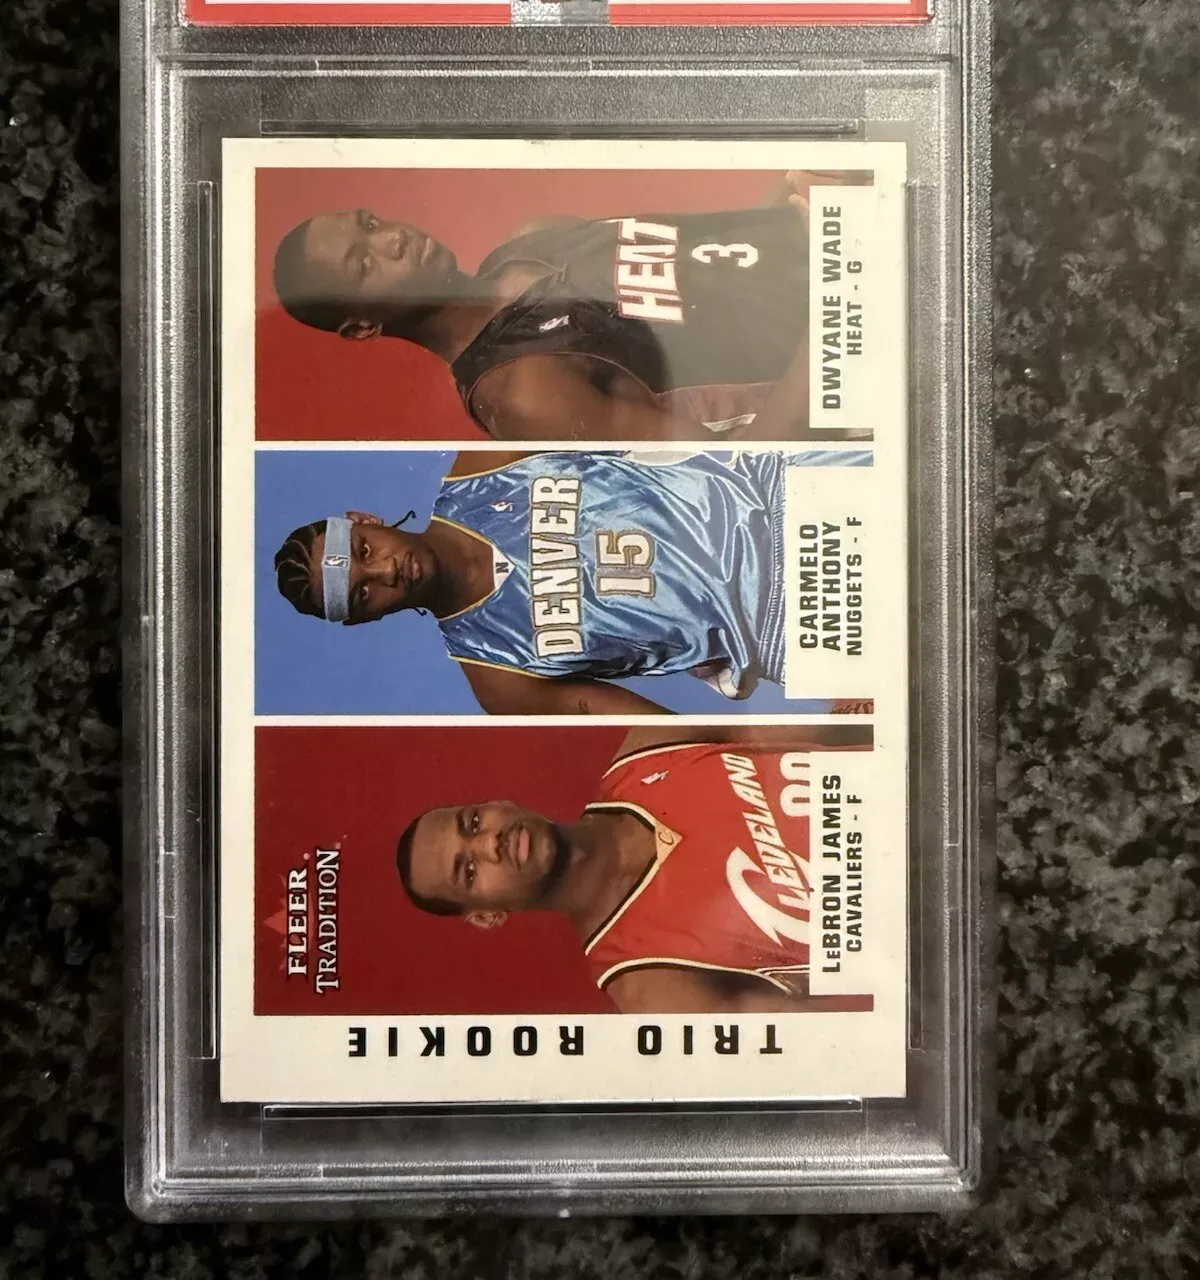 TRIO ROOKIE
FLEER.
TRADITION.
CLEVELAND
LeBRON JAMES
CAVALIERS - F
DENVER
15
CARMELO
ANTHONY
NUGGETS - F
HEAT
3
DWYANE WADE
HEAT - G